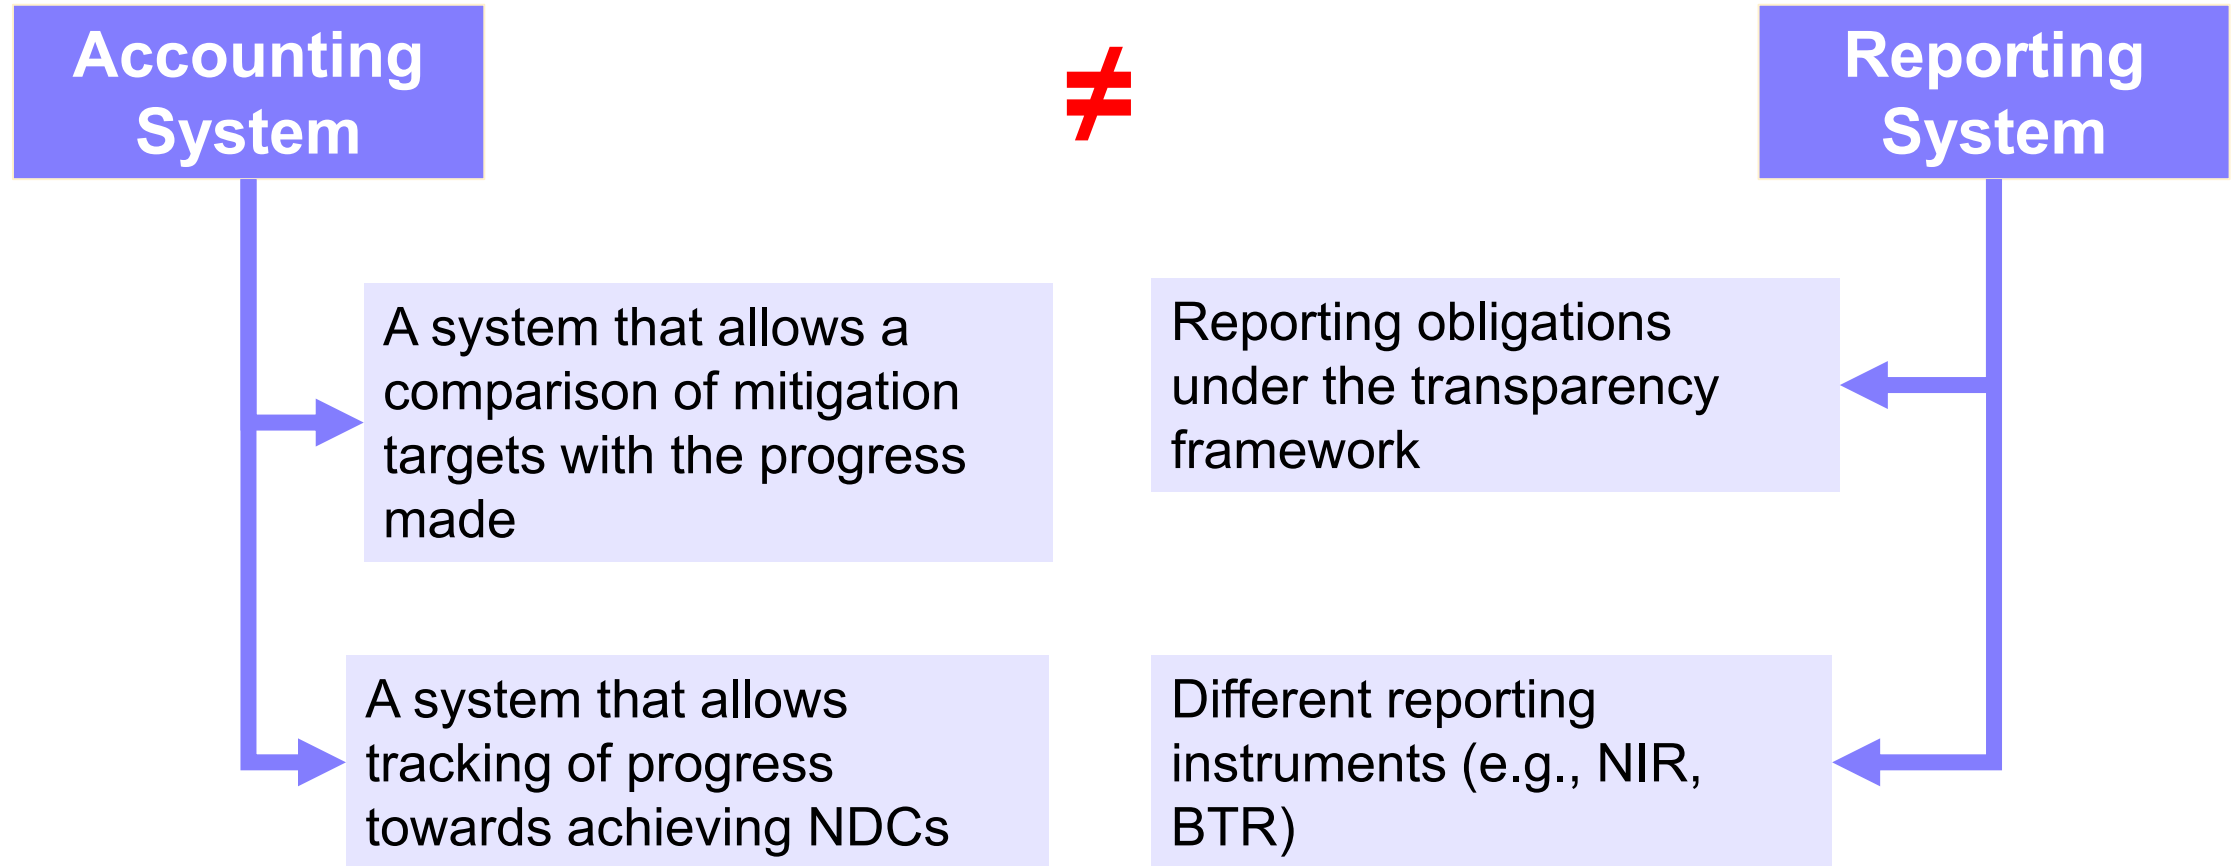 Accounting
System
≠
Reporting
System
A system that allows a
comparison of mitigation
targets with the progress
made
Reporting obligations
under the transparency
framework
A system that allows
tracking of progress
towards achieving NDCs
Different reporting
instruments (e.g., NIR,
BTR)